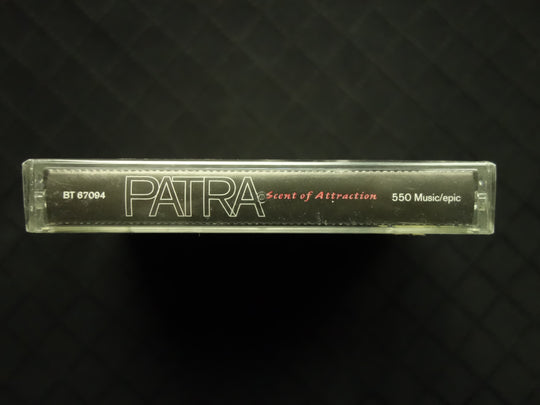 BT 67094 PATRA Scent of Attraction 550 Music/epic